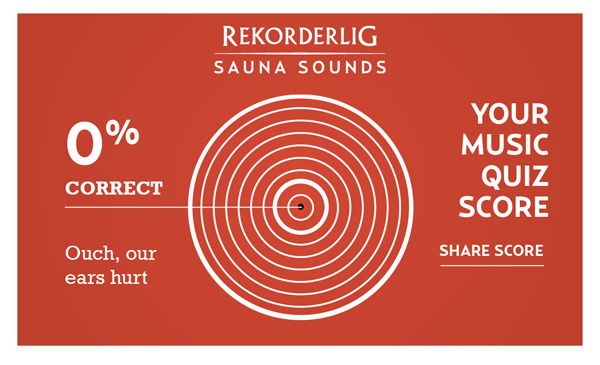 REKORDERLIG
SAUNA SOUNDS
0%
CORRECT
Ouch, our
ears hurt
YOUR
MUSIC
QUIZ
SCORE
SHARE SCORE